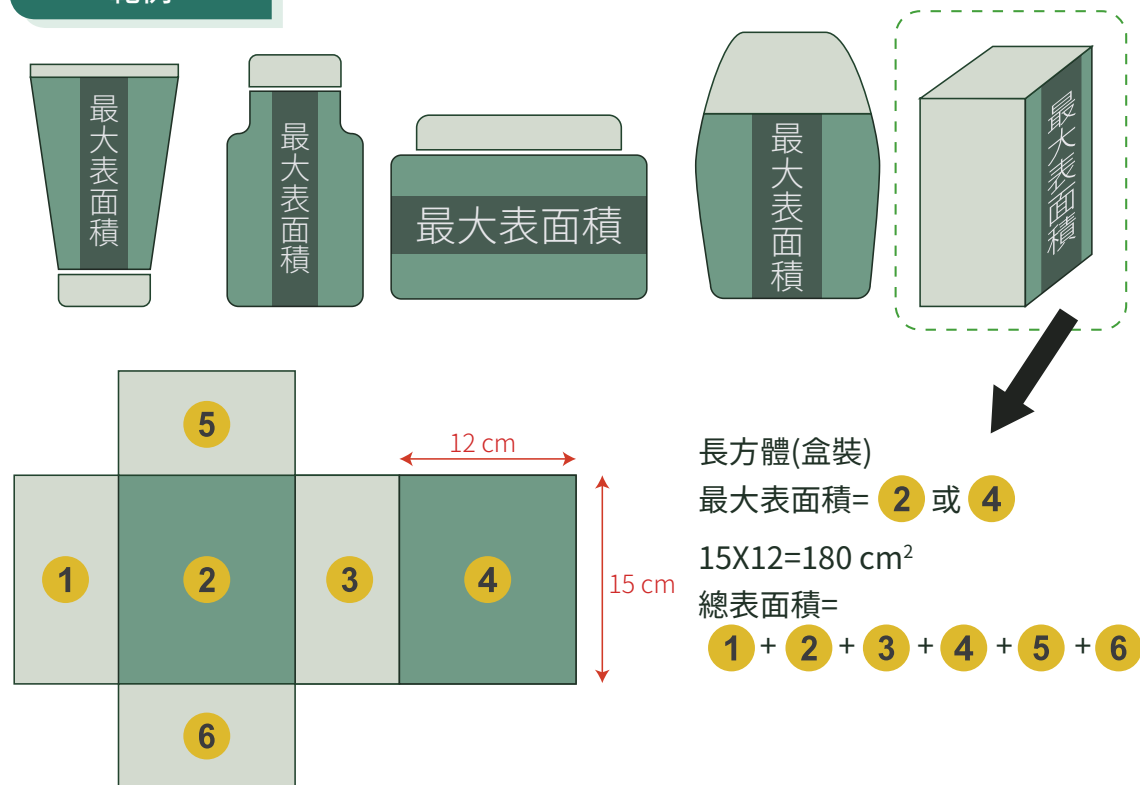 範例
最大表面積
最大表面積
最大表面積
最大表面積
最大表面積
5
1
2
3
4
6
12 cm
15 cm
長方體(盒裝)
最大表面積= 2 或 4
15X12=180 cm²
總表面積=
1 + 2 + 3 + 4 + 5 + 6